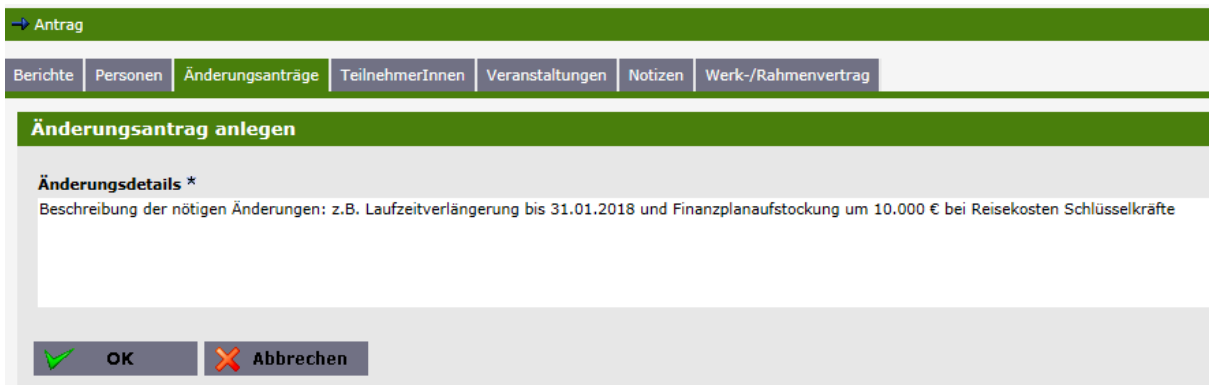 Antrag
Berichte Personen Änderungsanträge TeilnehmerInnen Veranstaltungen Notizen Werk-/Rahmenvertrag
Änderungsantrag anlegen
Änderungsdetails *
Beschreibung der nötigen Änderungen: z.B. Laufzeitverlängerung bis 31.01.2018 und Finanzplanaufstockung um 10.000 € bei Reisekosten Schlüsselkräfte
OK Abbrechen